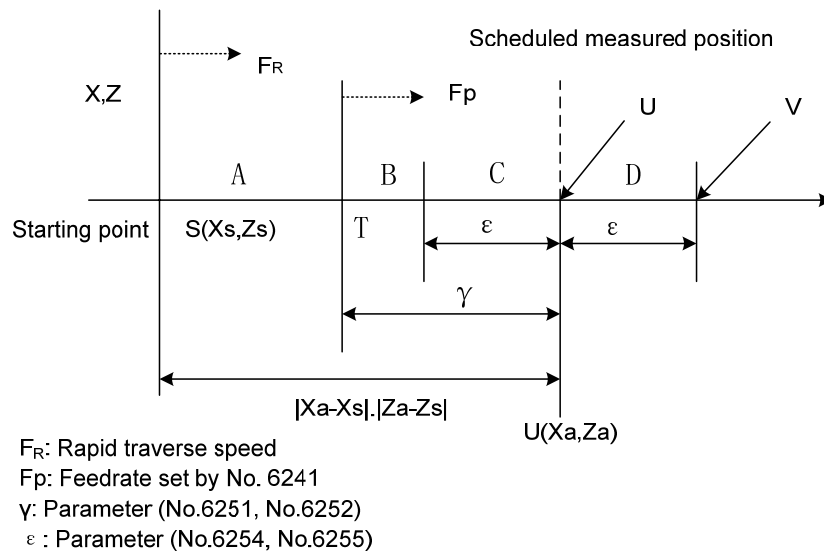 Scheduled measured position
FR
X,Z
Fp
U
V
A
B
C
D
Starting point
S(Xs,Zs)
T
ε
ε
γ
|Xa-Xs|.|Za-Zs|
U(Xa,Za)
FR: Rapid traverse speed
Fp: Feedrate set by No. 6241
γ: Parameter (No.6251, No.6252)
ε : Parameter (No.6254, No.6255)